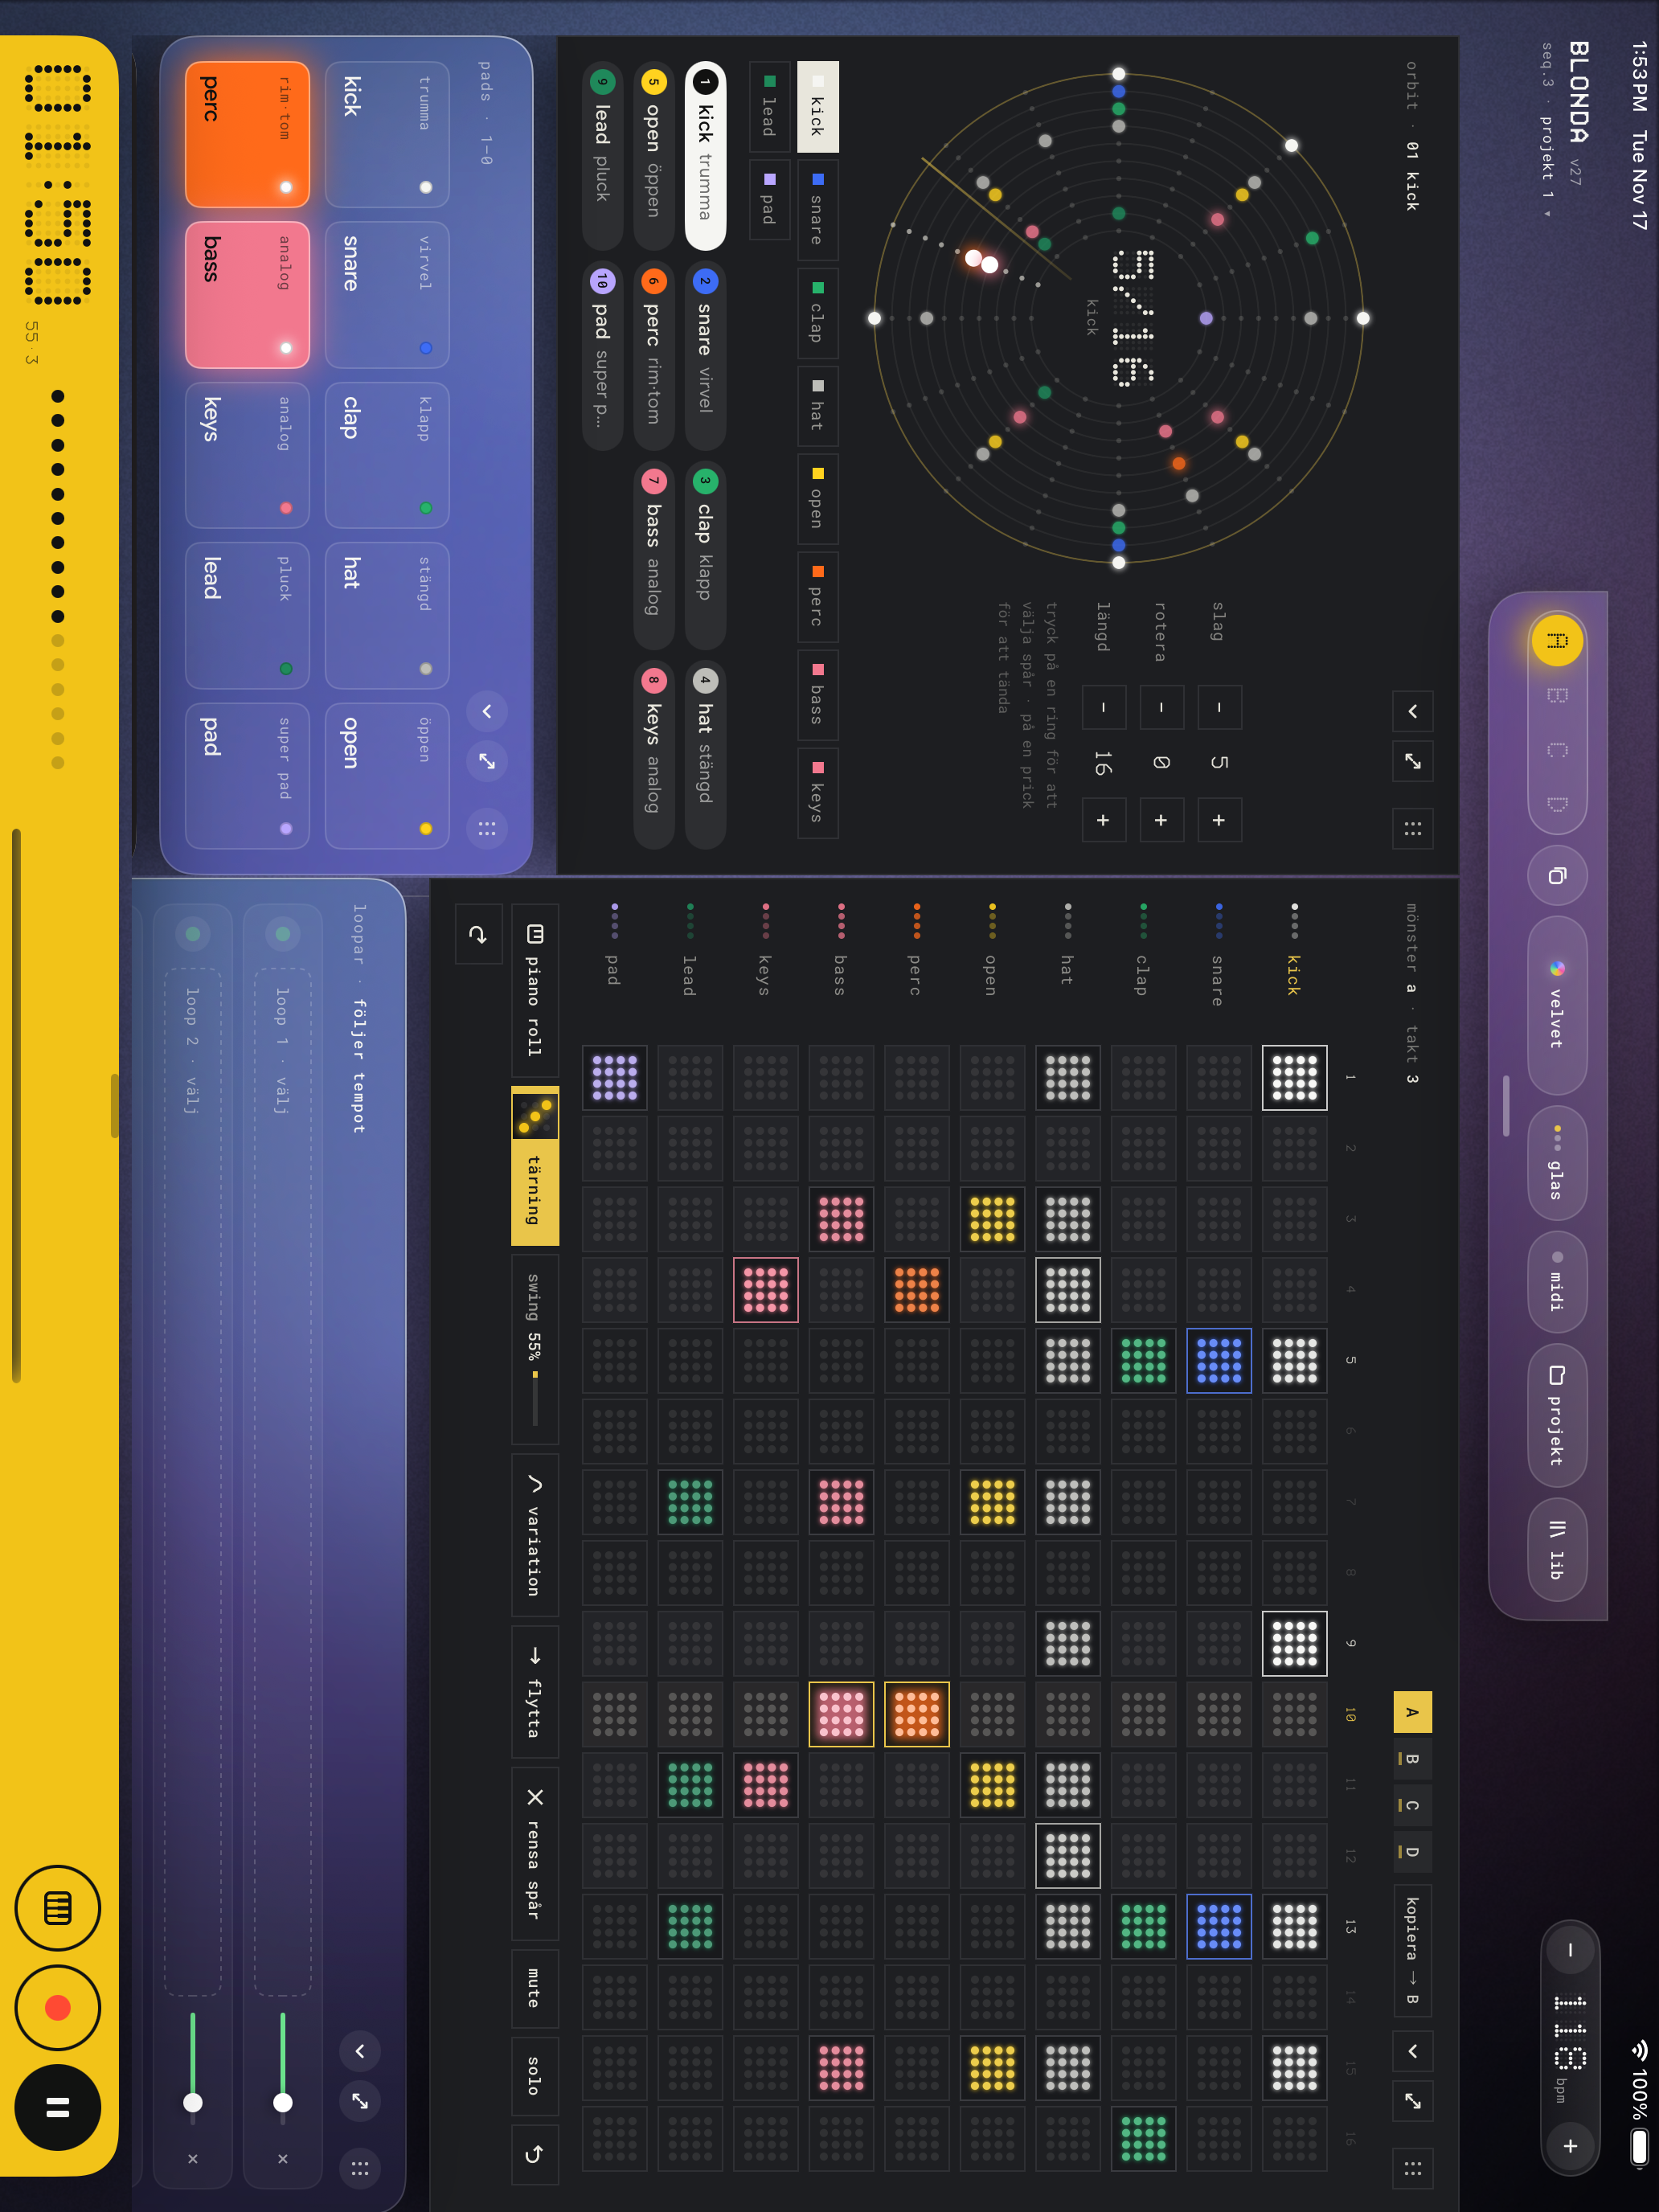 1:53 PM Tue Nov 17
100%
BLONDA v27
seq.3 · projekt 1
A B C D
velvet
glas
midi
projekt
lib
− 118 bpm +
orbit · 01 kick
5/16
kick
slag − 5 +
rotera − 0 +
längd − 16 +
tryck på en ring för att
välja spår · på en prick
för att tända
kick snare clap hat open perc bass keys
lead pad
1 kick trumma 2 snare virvel 3 clap klapp 4 hat stängd
5 open öppen 6 perc rim·tom 7 bass analog 8 keys analog
9 lead pluck 10 pad super p…
pads · 1–0
trumma virvel klapp stängd öppen
kick snare clap hat open
rim·tom analog analog pluck super pad
perc bass keys lead pad
mönster a · takt 3
A B C D kopiera → B
1 2 3 4 5 6 7 8 9 10 11 12 13 14 15 16
kick
snare
clap
hat
open
perc
bass
keys
lead
pad
piano roll tärning swing 55% variation flytta rensa spår mute solo
loopar · följer tempot
loop 1 · välj ×
loop 2 · välj ×
55·3